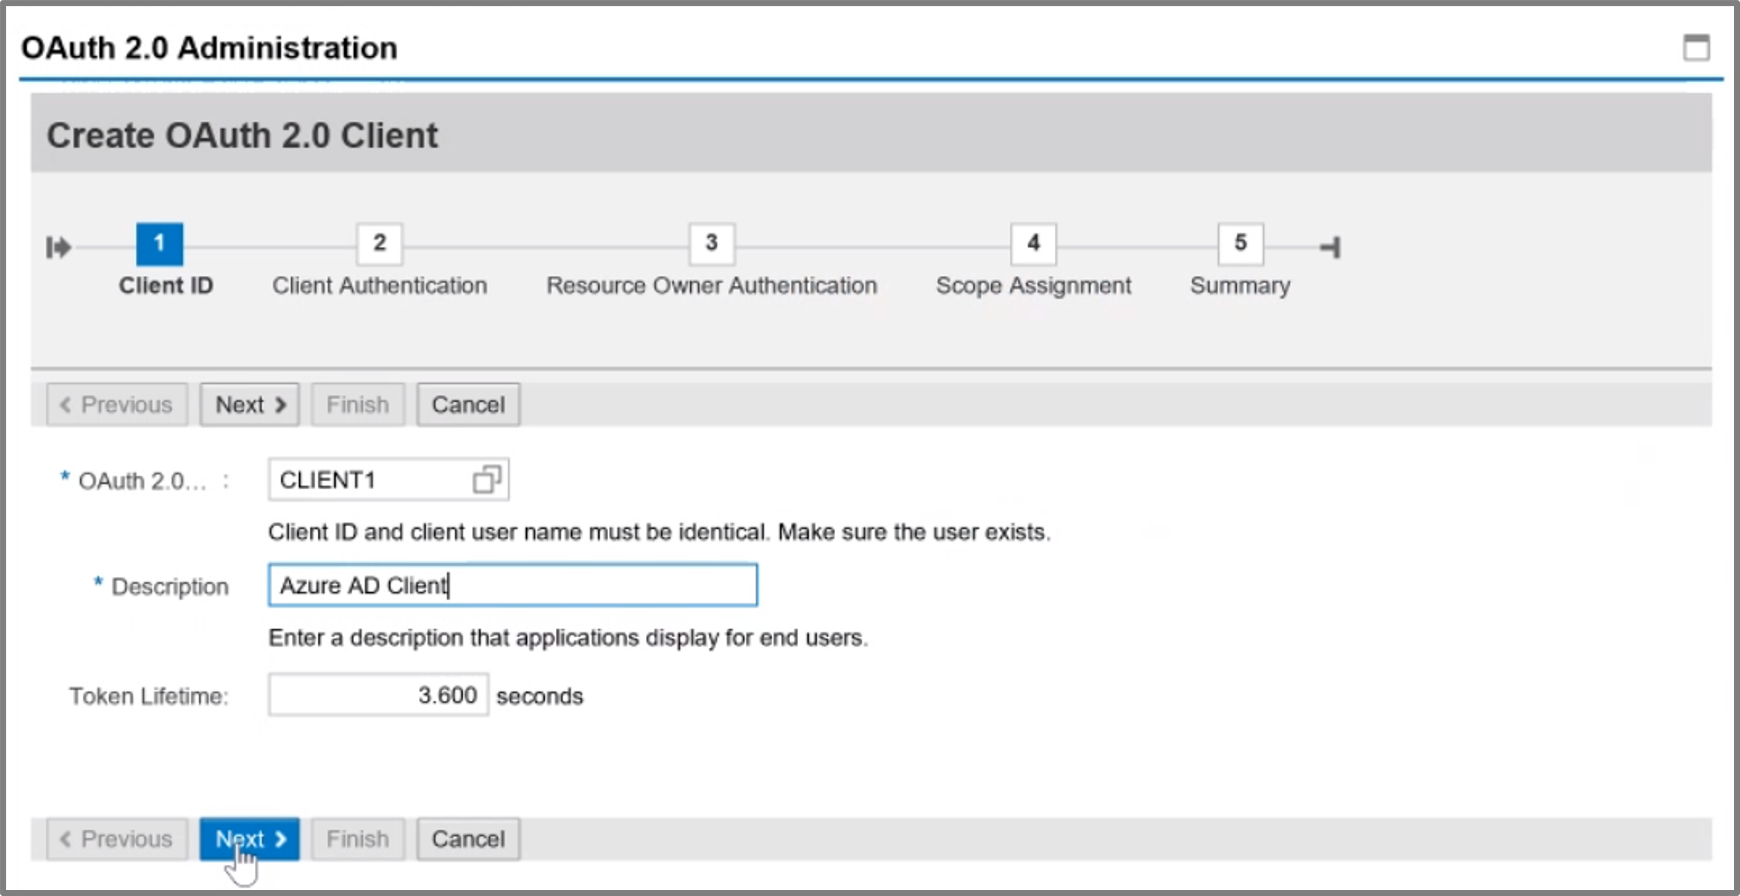 OAuth 2.0 Administration
Create OAuth 2.0 Client
1 2 3 4 5
Client ID Client Authentication Resource Owner Authentication Scope Assignment Summary
Previous Next Finish Cancel
* OAuth 2.0... : CLIENT1
Client ID and client user name must be identical. Make sure the user exists.
* Description Azure AD Client
Enter a description that applications display for end users.
Token Lifetime: 3.600 seconds
Previous Next Finish Cancel